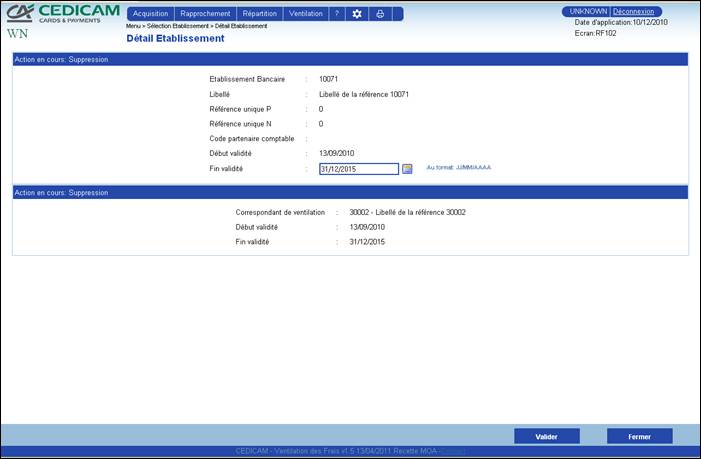 CA CEDICAM
CARDS & PAYMENTS
WN
Acquisition Rapprochement Répartition Ventilation ?
UNKNOWN Déconnexion
Date d'application:10/12/2010
Ecran:RF102
Menu > Sélection Etablissement > Détail Etablissement
Détail Etablissement
Action en cours: Suppression
Etablissement Bancaire : 10071
Libellé : Libellé de la référence 10071
Référence unique P : 0
Référence unique N : 0
Code partenaire comptable :
Début validité : 13/09/2010
Fin validité : 31/12/2015 Au format: JJ/MM/AAAA
Action en cours: Suppression
Correspondant de ventilation : 30002 - Libellé de la référence 30002
Début validité : 13/09/2010
Fin validité : 31/12/2015
Valider Fermer
CEDICAM - Ventilation des Frais v1.5 13/04/2011 Recette MOA -